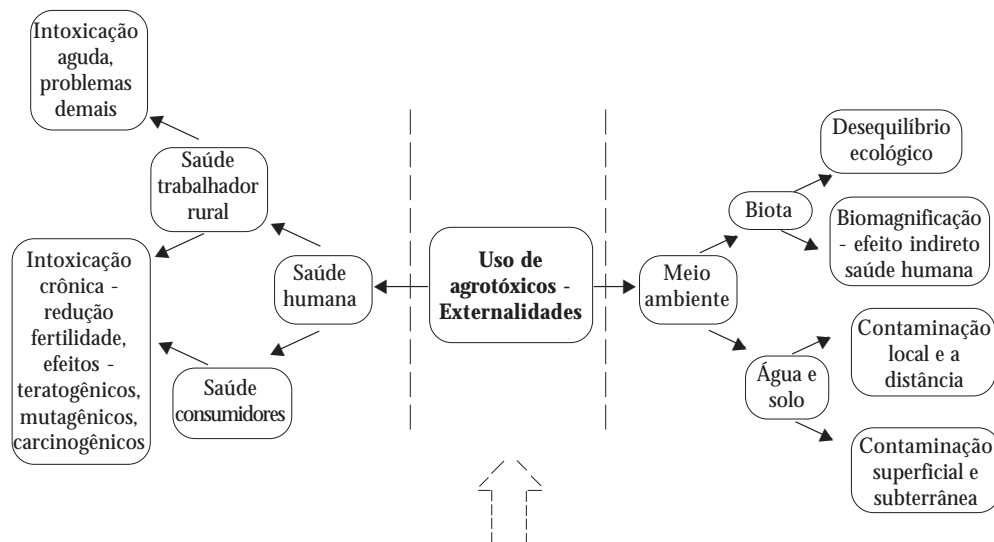 Intoxicação
aguda,
problemas
demais
Saúde
trabalhador
rural
Intoxicação
crônica -
redução
fertilidade,
efeitos -
teratogênicos,
mutagênicos,
carcinogênicos
Saúde
humana
Saúde
consumidores
Uso de
agrotóxicos -
Externalidades
Meio
ambiente
Biota
Desequilíbrio
ecológico
Biomagnificação
- efeito indireto
saúde humana
Água e
solo
Contaminação
local e a
distância
Contaminação
superficial e
subterrânea